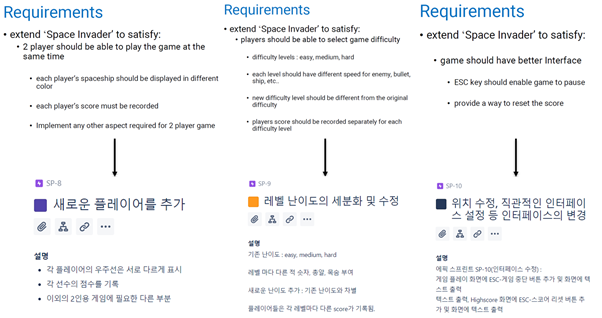 Requirements
• extend ‘Space Invader’ to satisfy:
• 2 player should be able to play the game at the
same time
• each player’s spaceship should be displayed in different
color
• each player’s score must be recorded
• Implement any other aspect required for 2 player game
SP-8
새로운 플레이어를 추가
설명
• 각 플레이어의 우주선은 서로 다르게 표시
• 각 선수의 점수를 기록
• 이외의 2인용 게임에 필요한 다른 부분
Requirements
• extend ‘Space Invader’ to satisfy:
• players should be able to select game difficulty
• difficulty levels : easy, medium, hard
• each level should have different speed for enemy, bullet,
ship, etc..
• new difficulty level should be different from the original
difficulty
• players score should be recorded separately for each
difficulty level
SP-9
레벨 난이도의 세분화 및 수정
설명
기존 난이도 : easy, medium, hard
레벨 마다 다른 적 숫자, 총알, 목숨 부여
새로운 난이도 추가 : 기존 난이도와 차별
플레이어들은 각 레벨마다 다른 score가 기록됨.
Requirements
• extend ‘Space Invader’ to satisfy:
• game should have better Interface
• ESC key should enable game to pause
• provide a way to reset the score
SP-10
위치 수정, 직관적인 인터페이
스 설정 등 인터페이스의 변경
설명
에픽 스프린트 SP-10(인터페이스 수정) :
게임 플레이 화면에 ESC-게임 중단 버튼 추가 및 화면에 텍
스트 출력
텍스트 출력, Highscore 화면에 ESC-스코어 리셋 버튼 추
가 및 화면에 텍스트 출력